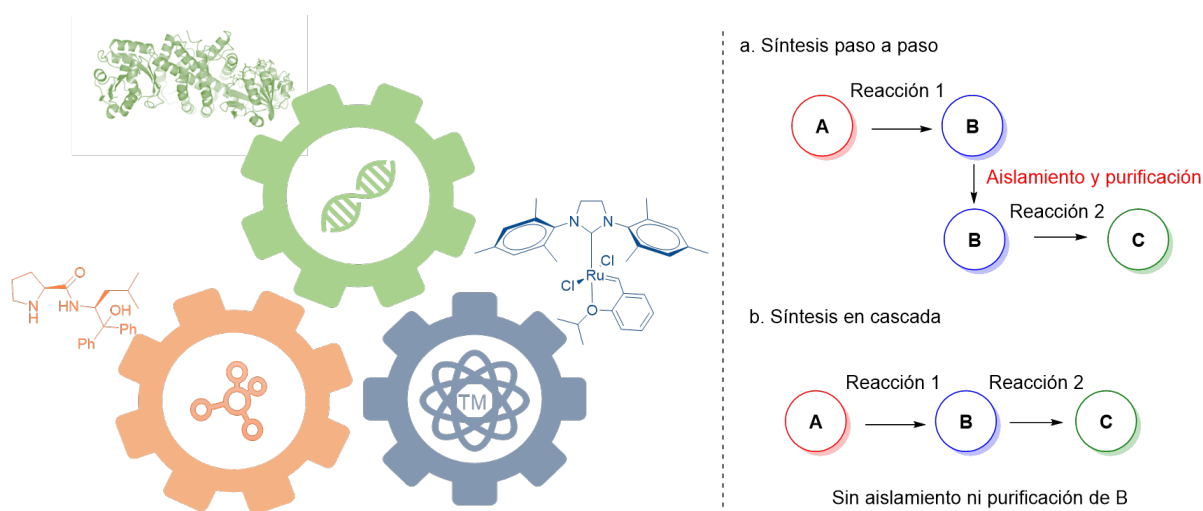 a. Síntesis paso a paso
Reacción 1
A
B
Aislamiento y purificación
Reacción 2
B
C
b. Síntesis en cascada
Reacción 1
Reacción 2
A
B
C
Sin aislamiento ni purificación de B
N
N
Cl
Ru
Cl
O
O
N
H
HN
OH
Ph
Ph
TM